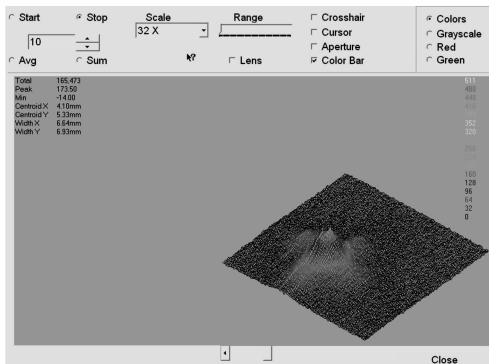 Start Stop Scale Range Crosshair Colors
32 X Cursor Grayscale
10 Aperture Red
Avg Sum Lens Color Bar Green
Total 165,473
Peak 173.50
Min -14.00
Centroid X 4.10mm
Centroid Y 5.33mm
Width X 6.64mm
Width Y 6.93mm
511
480
448
416
352
320
256
160
128
96
64
32
0
Close